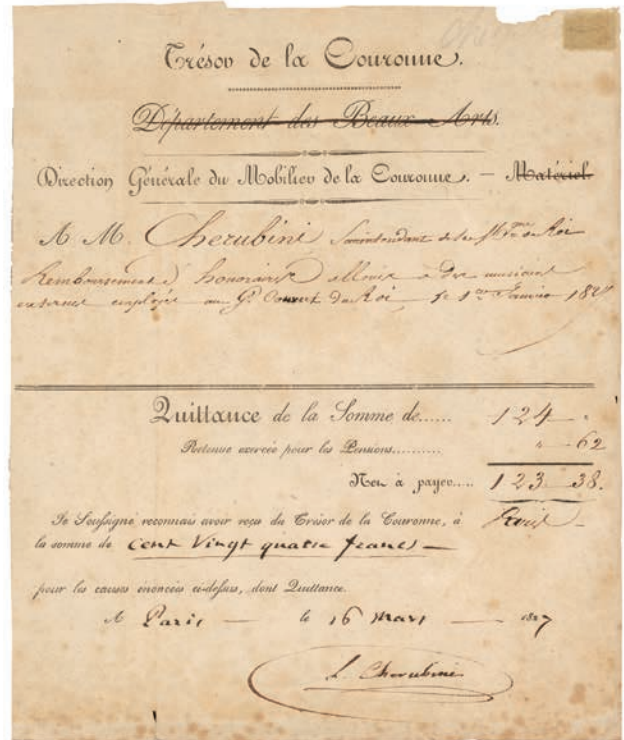 Trésor de la Couronne.
Département des Beaux-Arts.
Direction Générale du Mobilier de la Couronne. — Matériel.
A M. Cherubini Surintendant de la Mque du Roi
Remboursement d'honoraires alloués à des musiciens
externes employés au Gd Couvert du Roi le 1er Janvier 1827
Quittance de la Somme de...... 124 "
Retenue exercée pour les Pensions.......... " 62
Net à payer.... 123 38.
Je Soussigné reconnais avoir reçu du Trésor de la Couronne, à Paris
la somme de Cent Vingt quatre francs —
pour les causes énoncées ci-dessus, dont Quittance.
A Paris — le 16 Mars — 1827
L. Cherubini